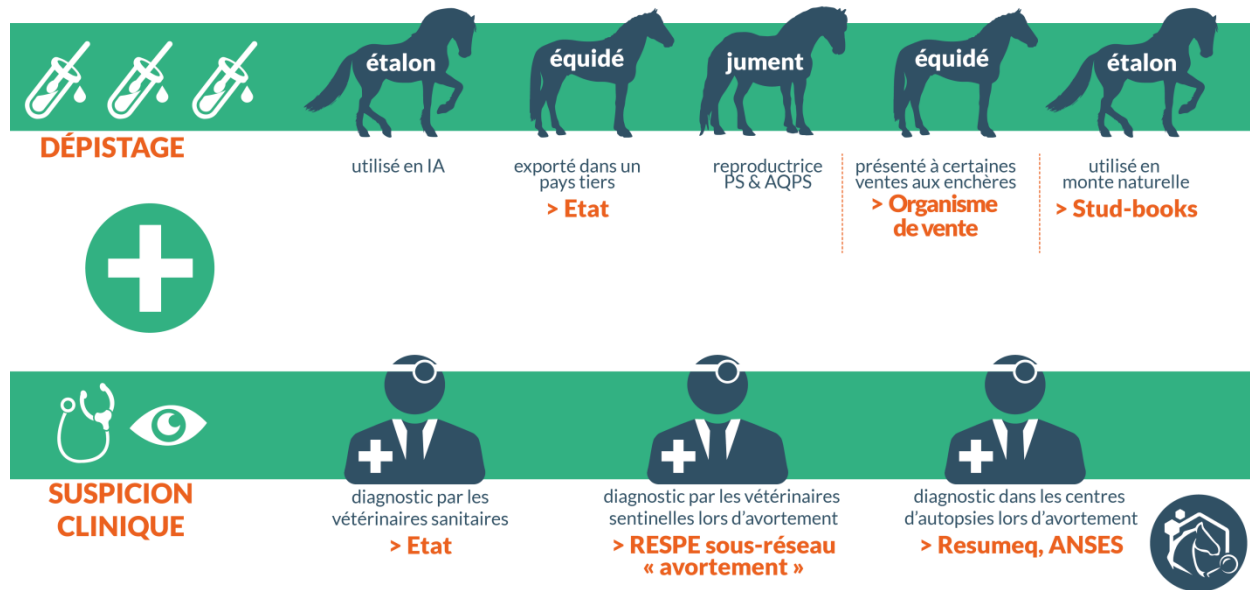 étalon
équidé
jument
équidé
étalon
DÉPISTAGE
utilisé en IA
exporté dans un
pays tiers
> Etat
reproductrice
PS & AQPS
présenté à certaines
ventes aux enchères
> Organisme
de vente
utilisé en
monte naturelle
> Stud-books
SUSPICION
CLINIQUE
diagnostic par les
vétérinaires sanitaires
> Etat
diagnostic par les vétérinaires
sentinelles lors d’avortement
> RESPE sous-réseau
« avortement »
diagnostic dans les centres
d’autopsies lors d’avortement
> Resumeq, ANSES